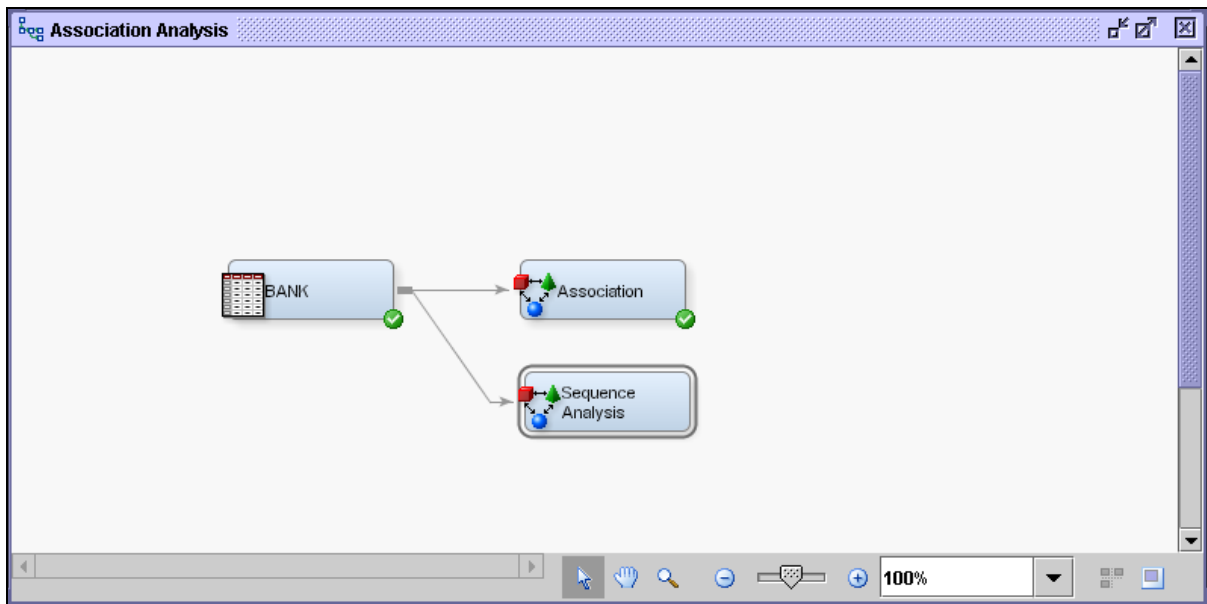 Association Analysis
BANK
Association
Sequence
Analysis
100%